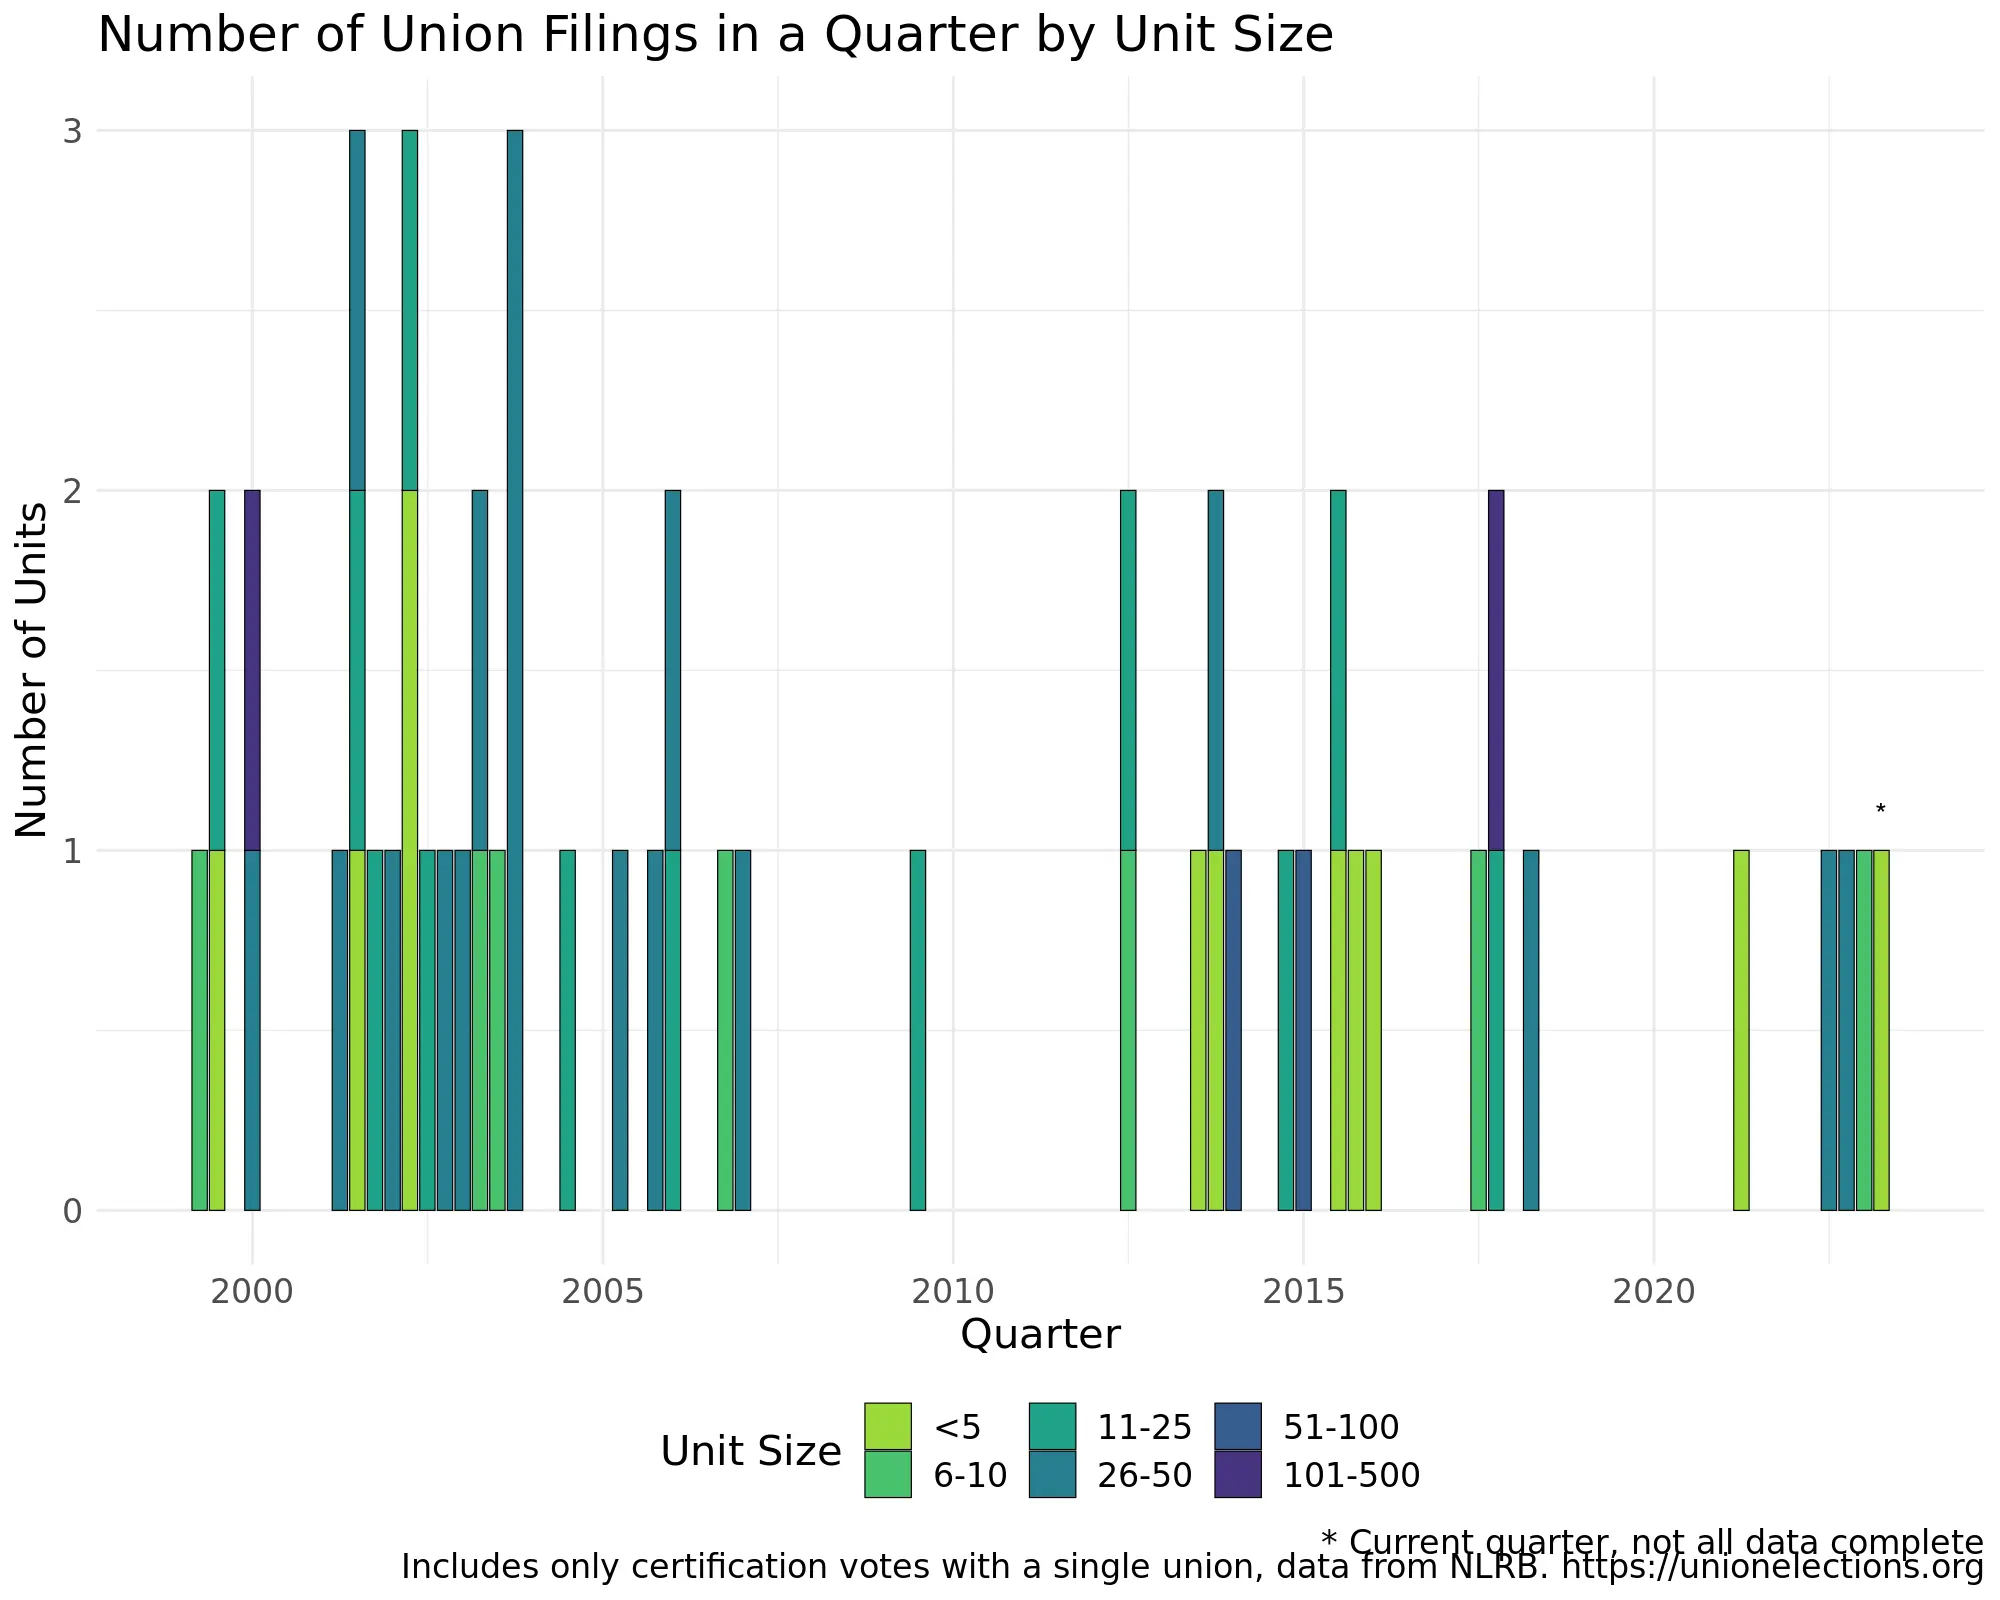 Number of Union Filings in a Quarter by Unit Size
Number of Units
3
2
1
0
*
2000 2005 2010 2015 2020
Quarter
Unit Size
<5 11-25 51-100
6-10 26-50 101-500
* Current quarter, not all data complete
Includes only certification votes with a single union, data from NLRB. https://unionelections.org